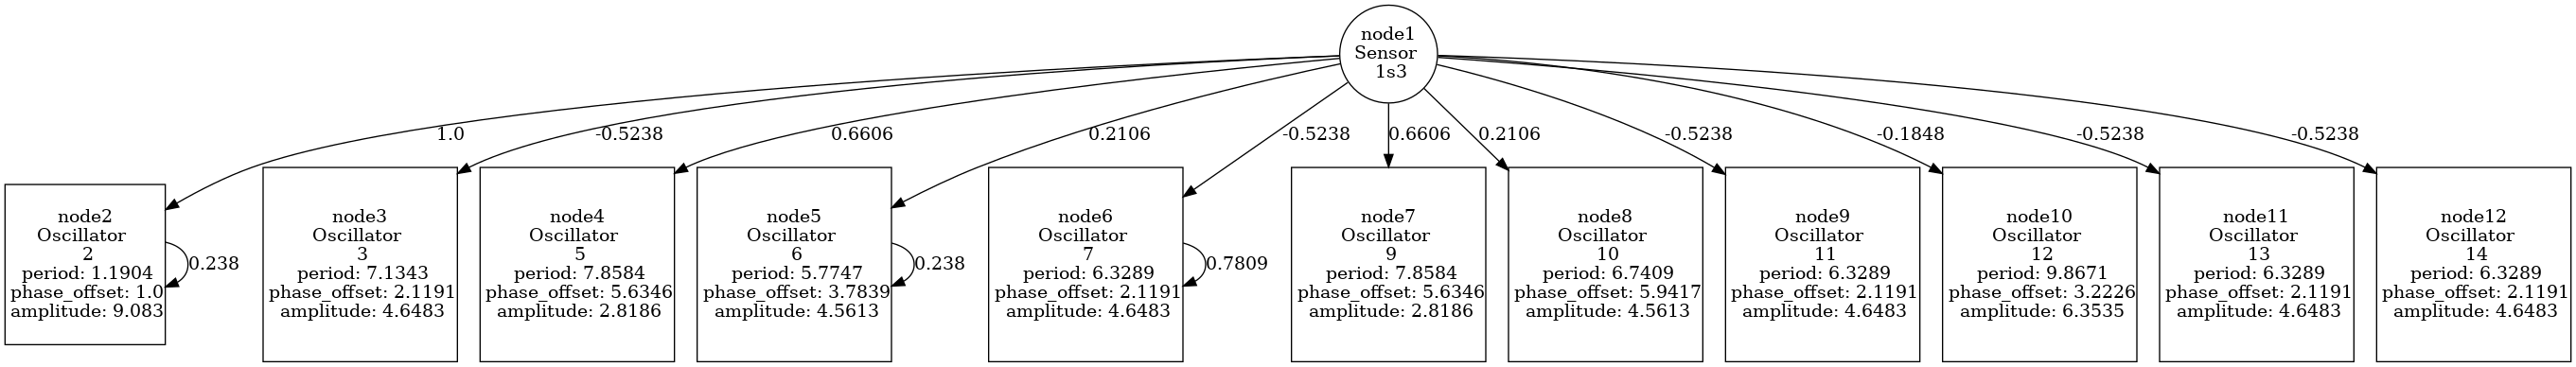 node1
Sensor
1s3
1.0
-0.5238
0.6606
0.2106
-0.5238
0.6606
0.2106
-0.5238
-0.1848
-0.5238
-0.5238
node2
Oscillator
2
period: 1.1904
phase_offset: 1.0
amplitude: 9.083
0.238
node3
Oscillator
3
period: 7.1343
phase_offset: 2.1191
amplitude: 4.6483
node4
Oscillator
5
period: 7.8584
phase_offset: 5.6346
amplitude: 2.8186
node5
Oscillator
6
period: 5.7747
phase_offset: 3.7839
amplitude: 4.5613
0.238
node6
Oscillator
7
period: 6.3289
phase_offset: 2.1191
amplitude: 4.6483
0.7809
node7
Oscillator
9
period: 7.8584
phase_offset: 5.6346
amplitude: 2.8186
node8
Oscillator
10
period: 6.7409
phase_offset: 5.9417
amplitude: 4.5613
node9
Oscillator
11
period: 6.3289
phase_offset: 2.1191
amplitude: 4.6483
node10
Oscillator
12
period: 9.8671
phase_offset: 3.2226
amplitude: 6.3535
node11
Oscillator
13
period: 6.3289
phase_offset: 2.1191
amplitude: 4.6483
node12
Oscillator
14
period: 6.3289
phase_offset: 2.1191
amplitude: 4.6483